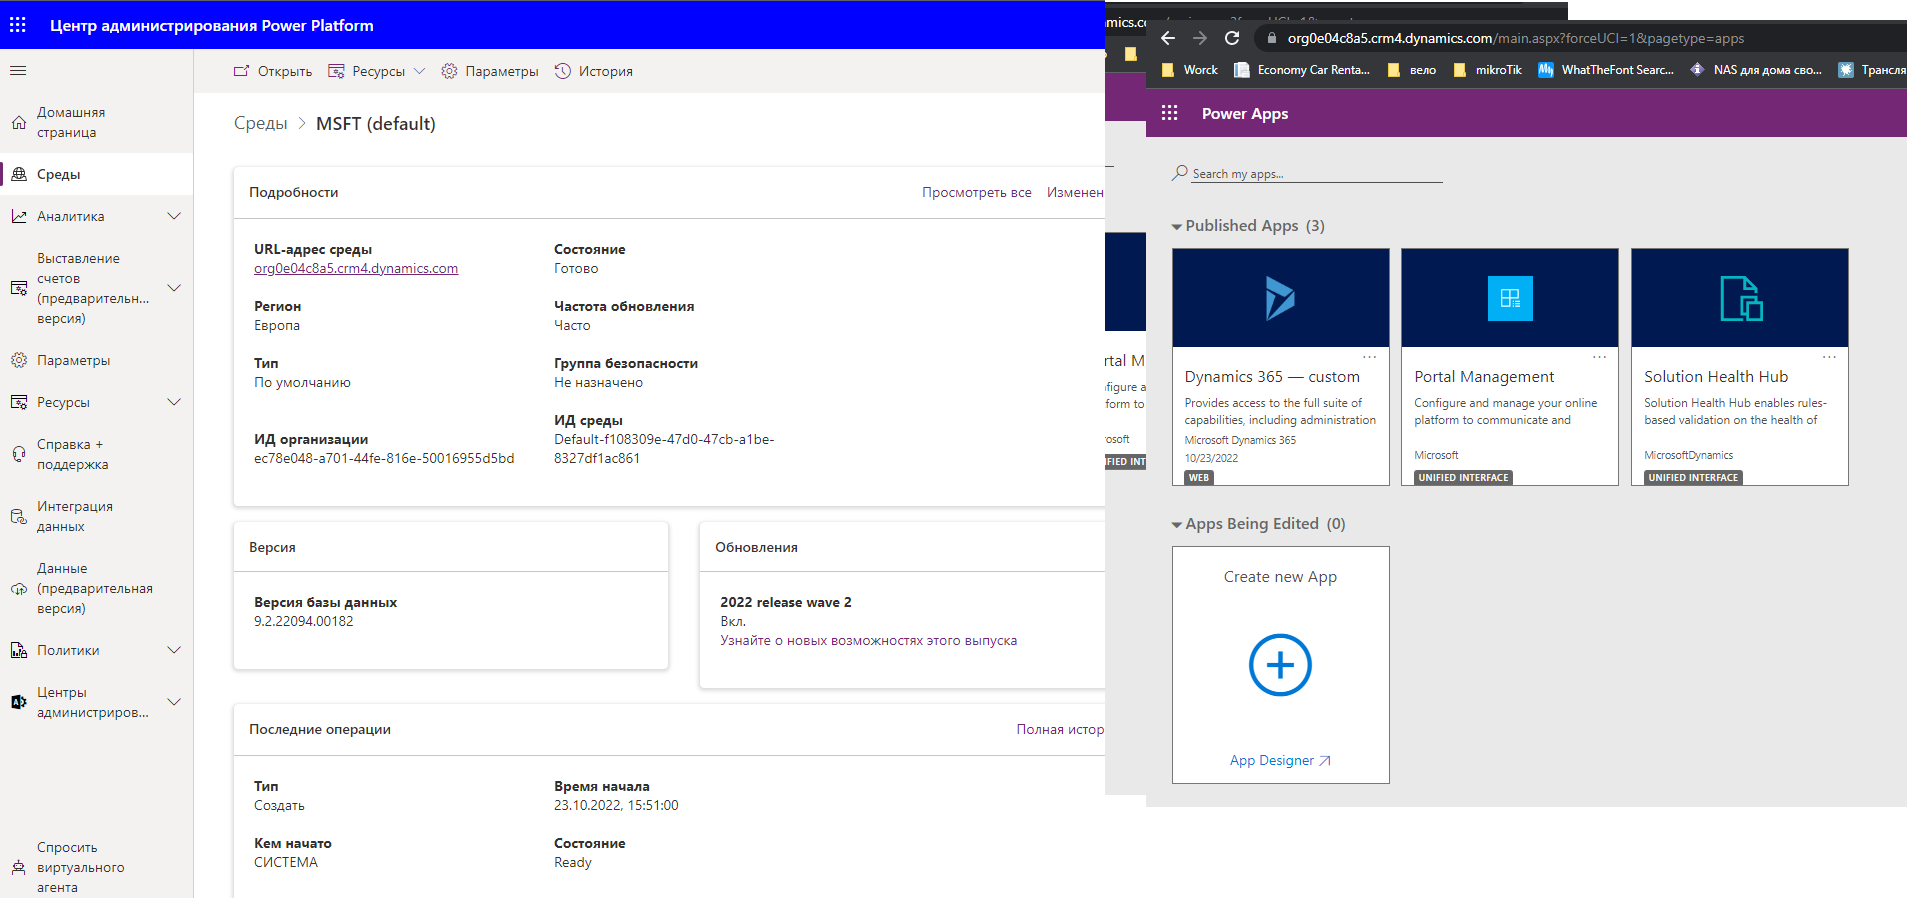 Центр администрирования Power Platform
Домашняя
страница
Среды
Аналитика
Выставление
счетов
(предварительн...
версия)
Параметры
Ресурсы
Справка +
поддержка
Интеграция
данных
Данные
(предварительная
версия)
Политики
Центры
администриров...
Спросить
виртуального
агента
Открыть
Ресурсы
Параметры
История
Среды
MSFT (default)
Подробности
Просмотреть все
Изменен
URL-адрес среды
org0e04c8a5.crm4.dynamics.com
Состояние
Готово
Регион
Европа
Частота обновления
Часто
Тип
По умолчанию
Группа безопасности
Не назначено
ИД организации
ec78e048-a701-44fe-816e-50016955d5bd
ИД среды
Default-f108309e-47d0-47cb-a1be-
8327df1ac861
Версия
Версия базы данных
9.2.22094.00182
Обновления
2022 release wave 2
Вкл.
Узнайте о новых возможностях этого выпуска
Последние операции
Полная истор
Тип
Создать
Время начала
23.10.2022, 15:51:00
Кем начато
СИСТЕМА
Состояние
Ready
amics.co
rtal M
figure a
form to
rosoft
IFIED INT
org0e04c8a5.crm4.dynamics.com/main.aspx?forceUCI=1&pagetype=apps
Worck
Economy Car Renta...
вело
mikroTik
WhatTheFont Searc...
NAS для дома сво...
Трансля
Power Apps
Search my apps...
Published Apps (3)
Dynamics 365 — custom
Provides access to the full suite of
capabilities, including administration
Microsoft Dynamics 365
10/23/2022
WEB
Portal Management
Configure and manage your online
platform to communicate and
Microsoft
UNIFIED INTERFACE
Solution Health Hub
Solution Health Hub enables rules-
based validation on the health of
MicrosoftDynamics
UNIFIED INTERFACE
Apps Being Edited (0)
Create new App
App Designer